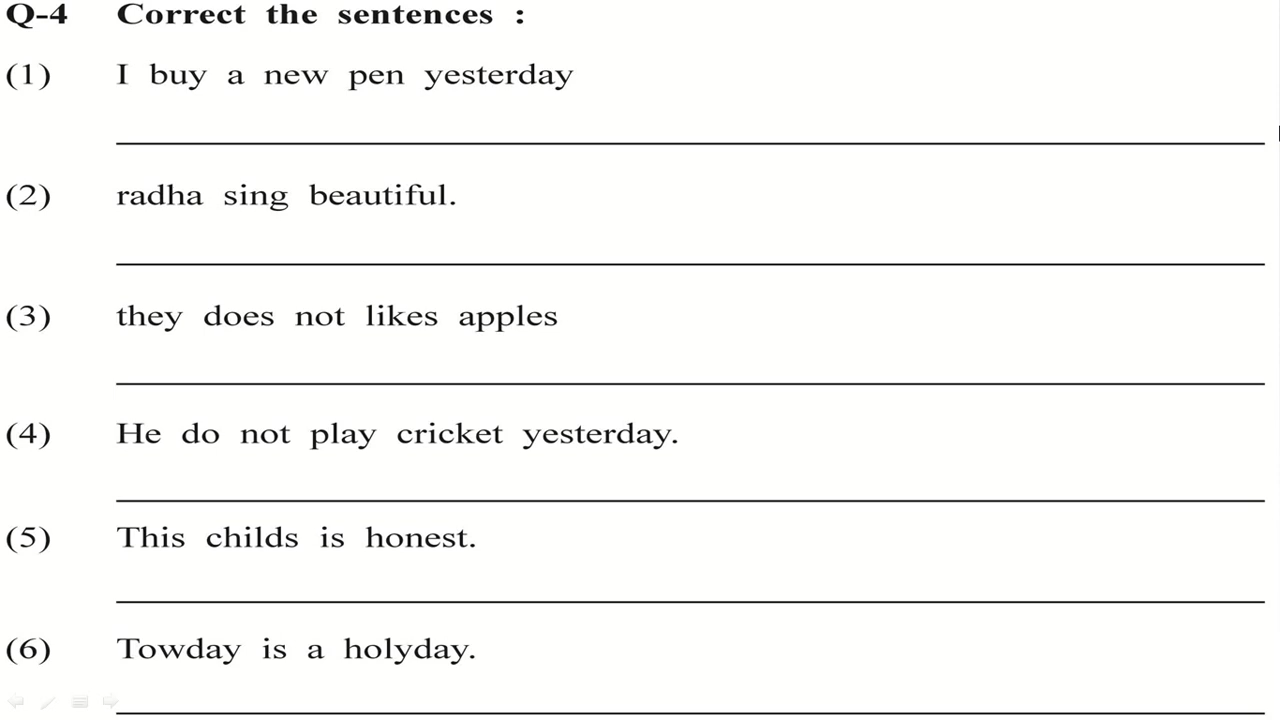 Q-4 Correct the sentences :
(1) I buy a new pen yesterday
(2) radha sing beautiful.
(3) they does not likes apples
(4) He do not play cricket yesterday.
(5) This childs is honest.
(6) Towday is a holyday.